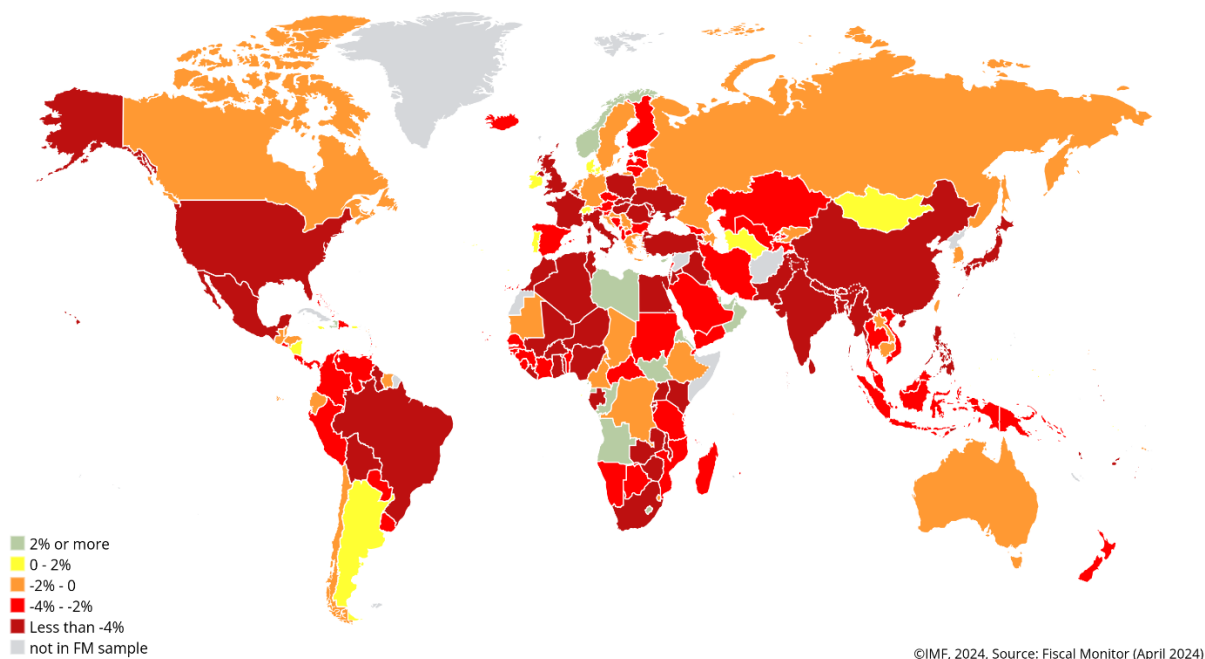 2% or more
0 - 2%
-2% - 0
-4% - -2%
Less than -4%
not in FM sample
©IMF, 2024, Source: Fiscal Monitor (April 2024)